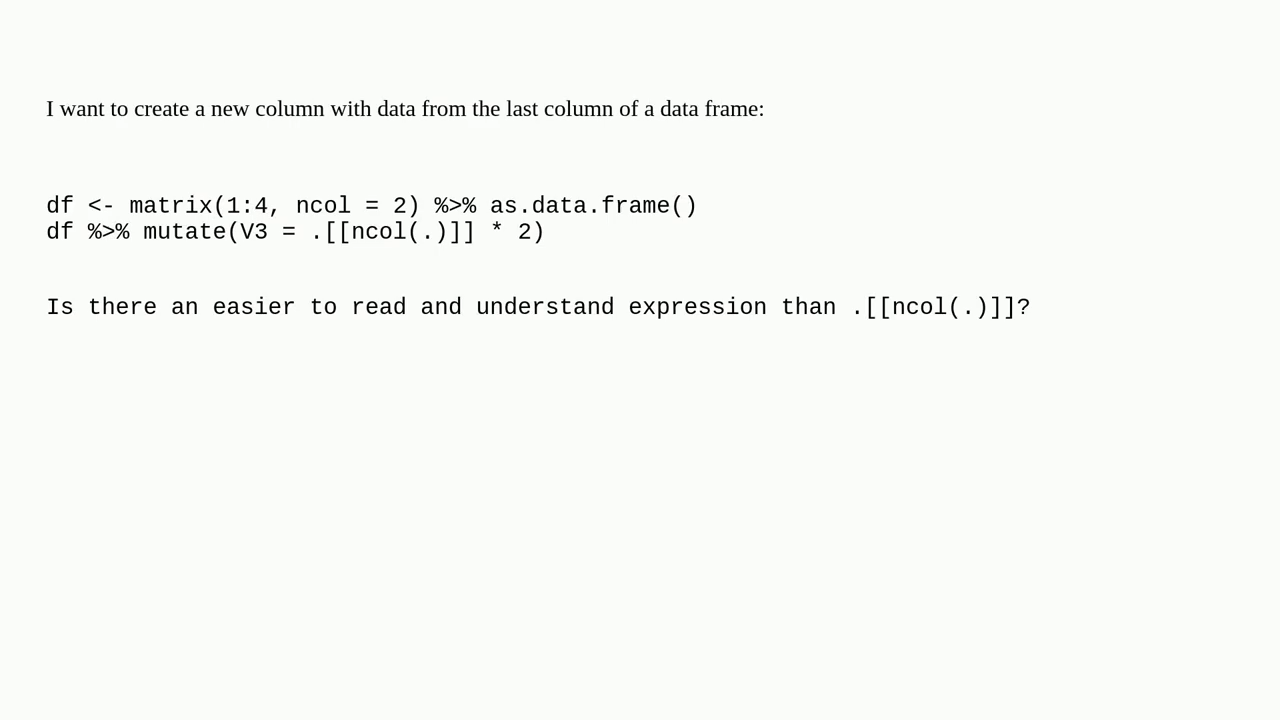 I want to create a new column with data from the last column of a data frame:
df <- matrix(1:4, ncol = 2) %>% as.data.frame()
df %>% mutate(V3 = .[[ncol(.)]] * 2)
Is there an easier to read and understand expression than .[[ncol(.)]]?